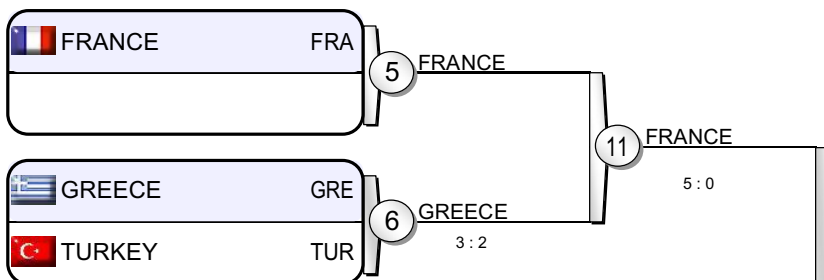 FRANCE FRA
5 FRANCE
11 FRANCE
5 : 0
GREECE GRE
6 GREECE
3 : 2
TURKEY TUR